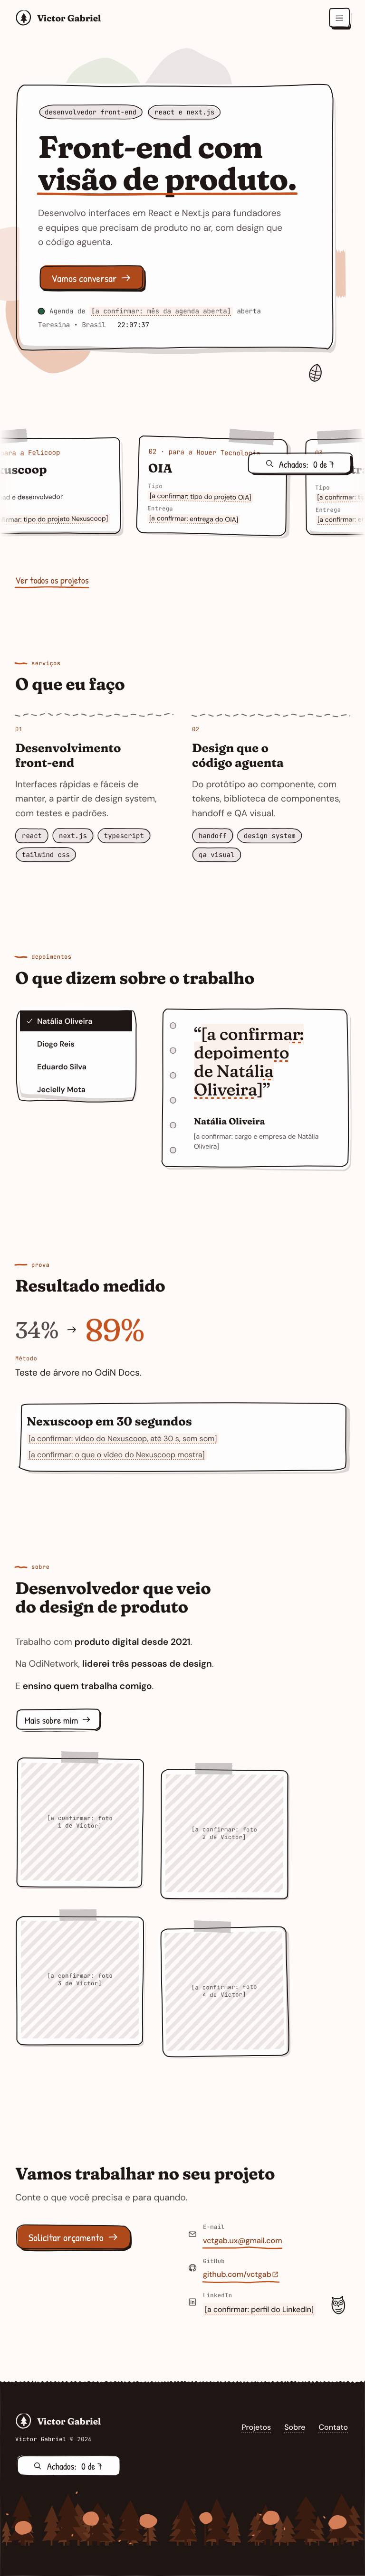 Victor Gabriel
desenvolvedor front-end
react e next.js
Front-end com
visão de produto.
Desenvolvo interfaces em React e Next.js para fundadores
e equipes que precisam de produto no ar, com design que
o código aguenta.
Vamos conversar →
Agenda de [a confirmar: mês da agenda aberta] aberta
Teresina • Brasil 22:07:37
ara a Felicoop
uscoop
ad e desenvolvedor
irmar: tipo do projeto Nexuscoop]
02 · para a Houer Tecnologia
OIA
Tipo
[a confirmar: tipo do projeto OIA]
Entrega
[a confirmar: entrega do OIA]
Achados: 0 de 7
03
Tipo
[a confirmar: ti
Entrega
[a confirmar: e
Ver todos os projetos
serviços
O que eu faço
01
Desenvolvimento
front-end
Interfaces rápidas e fáceis de
manter, a partir de design system,
com testes e padrões.
react
next.js
typescript
tailwind css
02
Design que o
código aguenta
Do protótipo ao componente, com
tokens, biblioteca de componentes,
handoff e QA visual.
handoff
design system
qa visual
depoimentos
O que dizem sobre o trabalho
Natália Oliveira
Diogo Reis
Eduardo Silva
Jecielly Mota
“[a confirmar:
depoimento
de Natália
Oliveira]”
Natália Oliveira
[a confirmar: cargo e empresa de Natália
Oliveira]
prova
Resultado medido
34% → 89%
Método
Teste de árvore no OdiN Docs.
Nexuscoop em 30 segundos
[a confirmar: vídeo do Nexuscoop, até 30 s, sem som]
[a confirmar: o que o vídeo do Nexuscoop mostra]
sobre
Desenvolvedor que veio
do design de produto
Trabalho com produto digital desde 2021.
Na OdiNetwork, liderei três pessoas de design.
E ensino quem trabalha comigo.
Mais sobre mim →
[a confirmar: foto
1 de Victor]
[a confirmar: foto
2 de Victor]
[a confirmar: foto
3 de Victor]
[a confirmar: foto
4 de Victor]
Vamos trabalhar no seu projeto
Conte o que você precisa e para quando.
Solicitar orçamento →
E-mail
vctgab.ux@gmail.com
GitHub
github.com/vctgab
LinkedIn
[a confirmar: perfil do LinkedIn]
Victor Gabriel
Victor Gabriel © 2026
Projetos
Sobre
Contato
Achados: 0 de 7